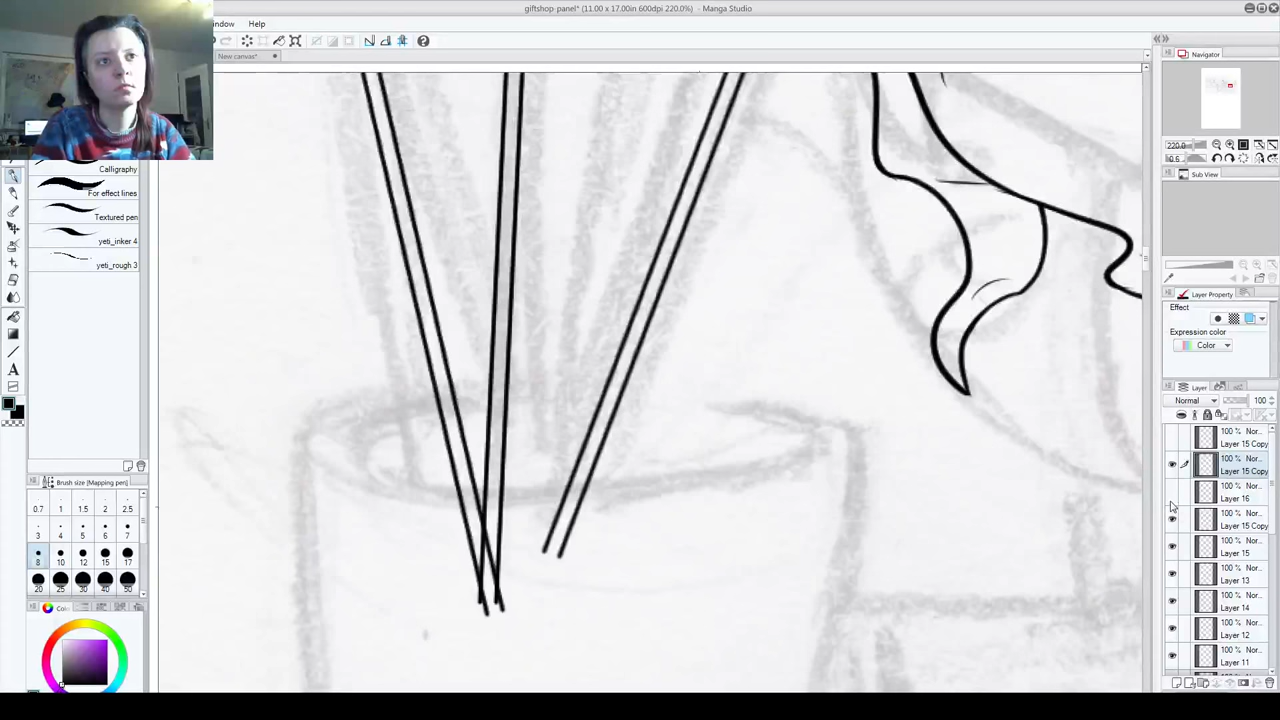 giftshop-panel* (11.00 x 17.00in 600dpi 220.0%) - Manga Studio
Help
New canvas*
Navigator
220.0
0.6
Sub View
Calligraphy
For effect lines
Textured pen
yeti_inker 4
yeti_rough 3
Layer Property
Effect
Expression color
Color
Layer
Normal
100
100 % Nor...
Layer 15 Copy
100 % Nor...
Layer 15 Copy
100 % Nor...
Layer 16
100 % Nor...
Layer 15 Copy
100 % Nor...
Layer 15
100 % Nor...
Layer 13
100 % Nor...
Layer 14
100 % Nor...
Layer 12
100 % Nor...
Layer 11
Brush size [Mapping pen]
0.7 1 1.5 2 2.5
3 4 5 6 7
8 10 12 15 17
20 25 30 40 50
A